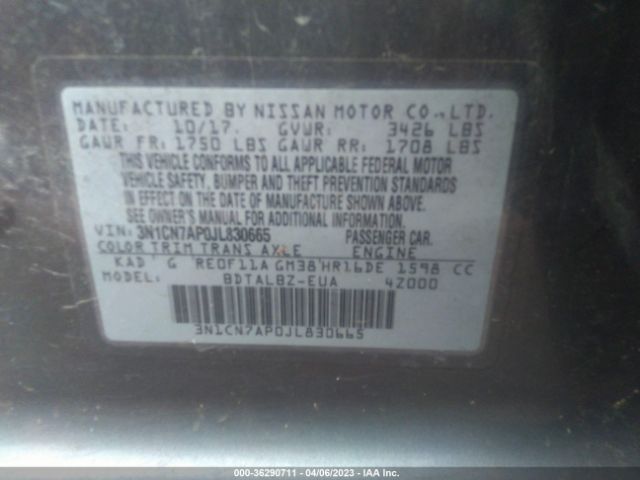 MANUFACTURED BY NISSAN MOTOR CO., LTD.
DATE: 10/17. GVWR: 3426 LBS
GAWR FR: 1750 LBS GAWR RR: 1708 LBS
THIS VEHICLE CONFORMS TO ALL APPLICABLE FEDERAL MOTOR
VEHICLE SAFETY, BUMPER AND THEFT PREVENTION STANDARDS
IN EFFECT ON THE DATE OF MANUFACTURE SHOWN ABOVE.
SEE OWNER'S MANUAL FOR ADDITIONAL INFORMATION.
VIN: 3N1CN7AP0JL830665 PASSENGER CAR.
COLOR TRIM TRANS AXLE ENGINE
KAD G RE0F11A GM38 HR16DE 1598 CC
MODEL: BDTALBZ-EUA 4Z000
3N1CN7AP0JL830665
000-36290711 - 04/06/2023 - IAA Inc.